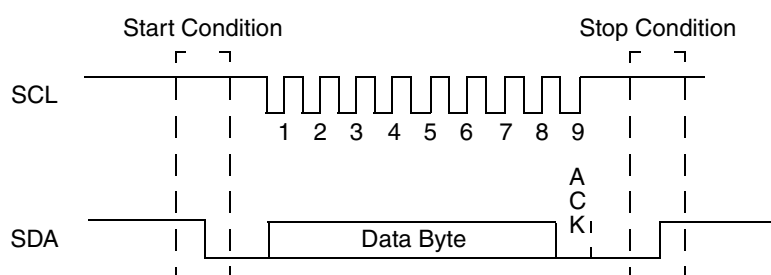 Start Condition Stop Condition
SCL
1 2 3 4 5 6 7 8 9
A
C
K
SDA
Data Byte